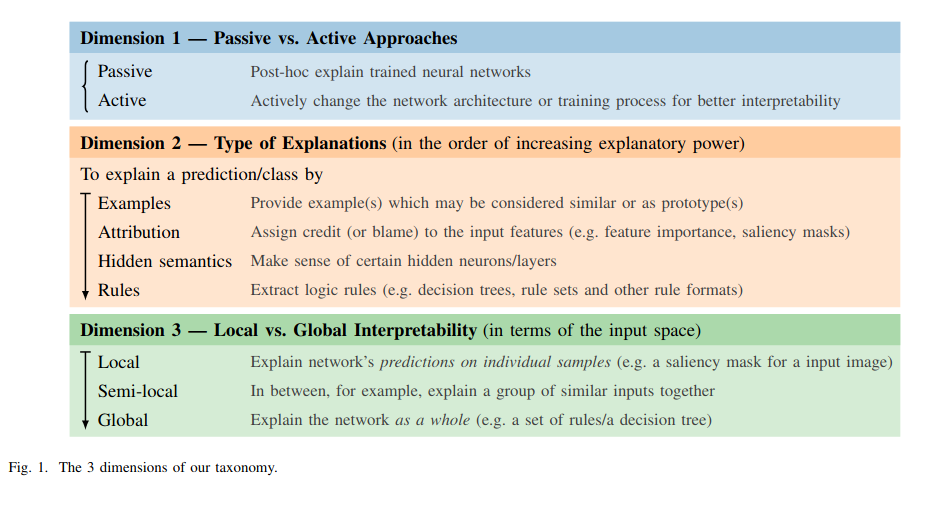 Dimension 1 — Passive vs. Active Approaches
Passive Post-hoc explain trained neural networks
Active Actively change the network architecture or training process for better interpretability
Dimension 2 — Type of Explanations (in the order of increasing explanatory power)
To explain a prediction/class by
Examples Provide example(s) which may be considered similar or as prototype(s)
Attribution Assign credit (or blame) to the input features (e.g. feature importance, saliency masks)
Hidden semantics Make sense of certain hidden neurons/layers
Rules Extract logic rules (e.g. decision trees, rule sets and other rule formats)
Dimension 3 — Local vs. Global Interpretability (in terms of the input space)
Local Explain network's predictions on individual samples (e.g. a saliency mask for a input image)
Semi-local In between, for example, explain a group of similar inputs together
Global Explain the network as a whole (e.g. a set of rules/a decision tree)
Fig. 1. The 3 dimensions of our taxonomy.